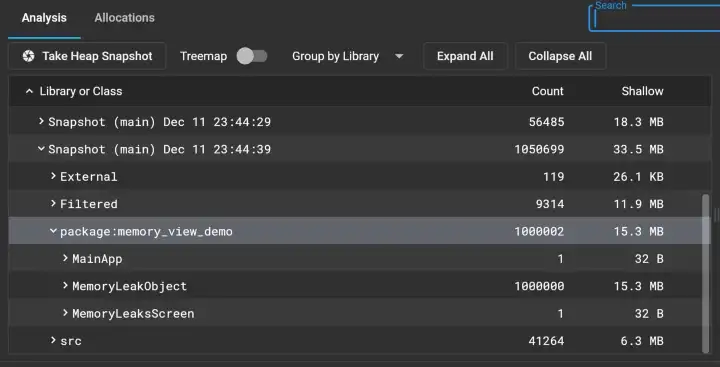 Analysis Allocations Search
Take Heap Snapshot Treemap Group by Library Expand All Collapse All
Library or Class Count Shallow
Snapshot (main) Dec 11 23:44:29 56485 18.3 MB
Snapshot (main) Dec 11 23:44:39 1050699 33.5 MB
External 119 26.1 KB
Filtered 9314 11.9 MB
package:memory_view_demo 1000002 15.3 MB
MainApp 1 32 B
MemoryLeakObject 1000000 15.3 MB
MemoryLeaksScreen 1 32 B
src 41264 6.3 MB